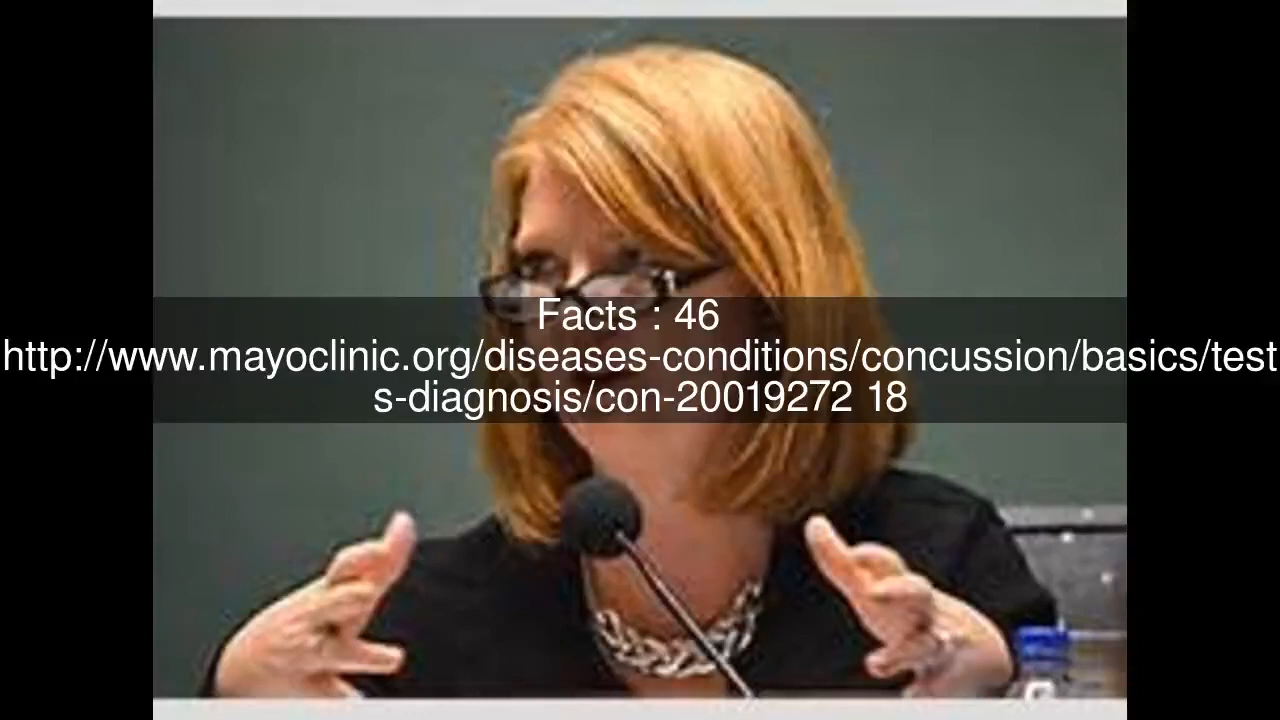 Facts : 46
http://www.mayoclinic.org/diseases-conditions/concussion/basics/test
s-diagnosis/con-20019272 18